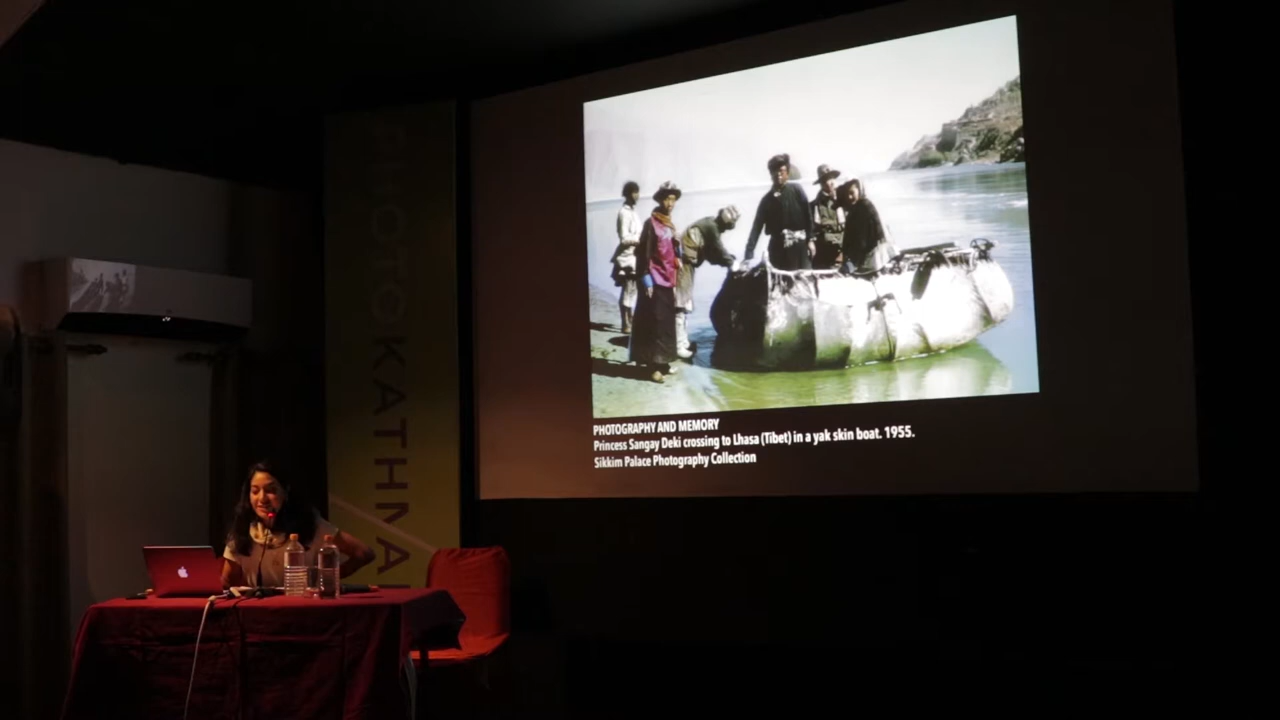 PHOTOKATHMA
PHOTOGRAPHY AND MEMORY
Princess Sangay Deki crossing to Lhasa (Tibet) in a yak skin boat. 1955.
Sikkim Palace Photography Collection